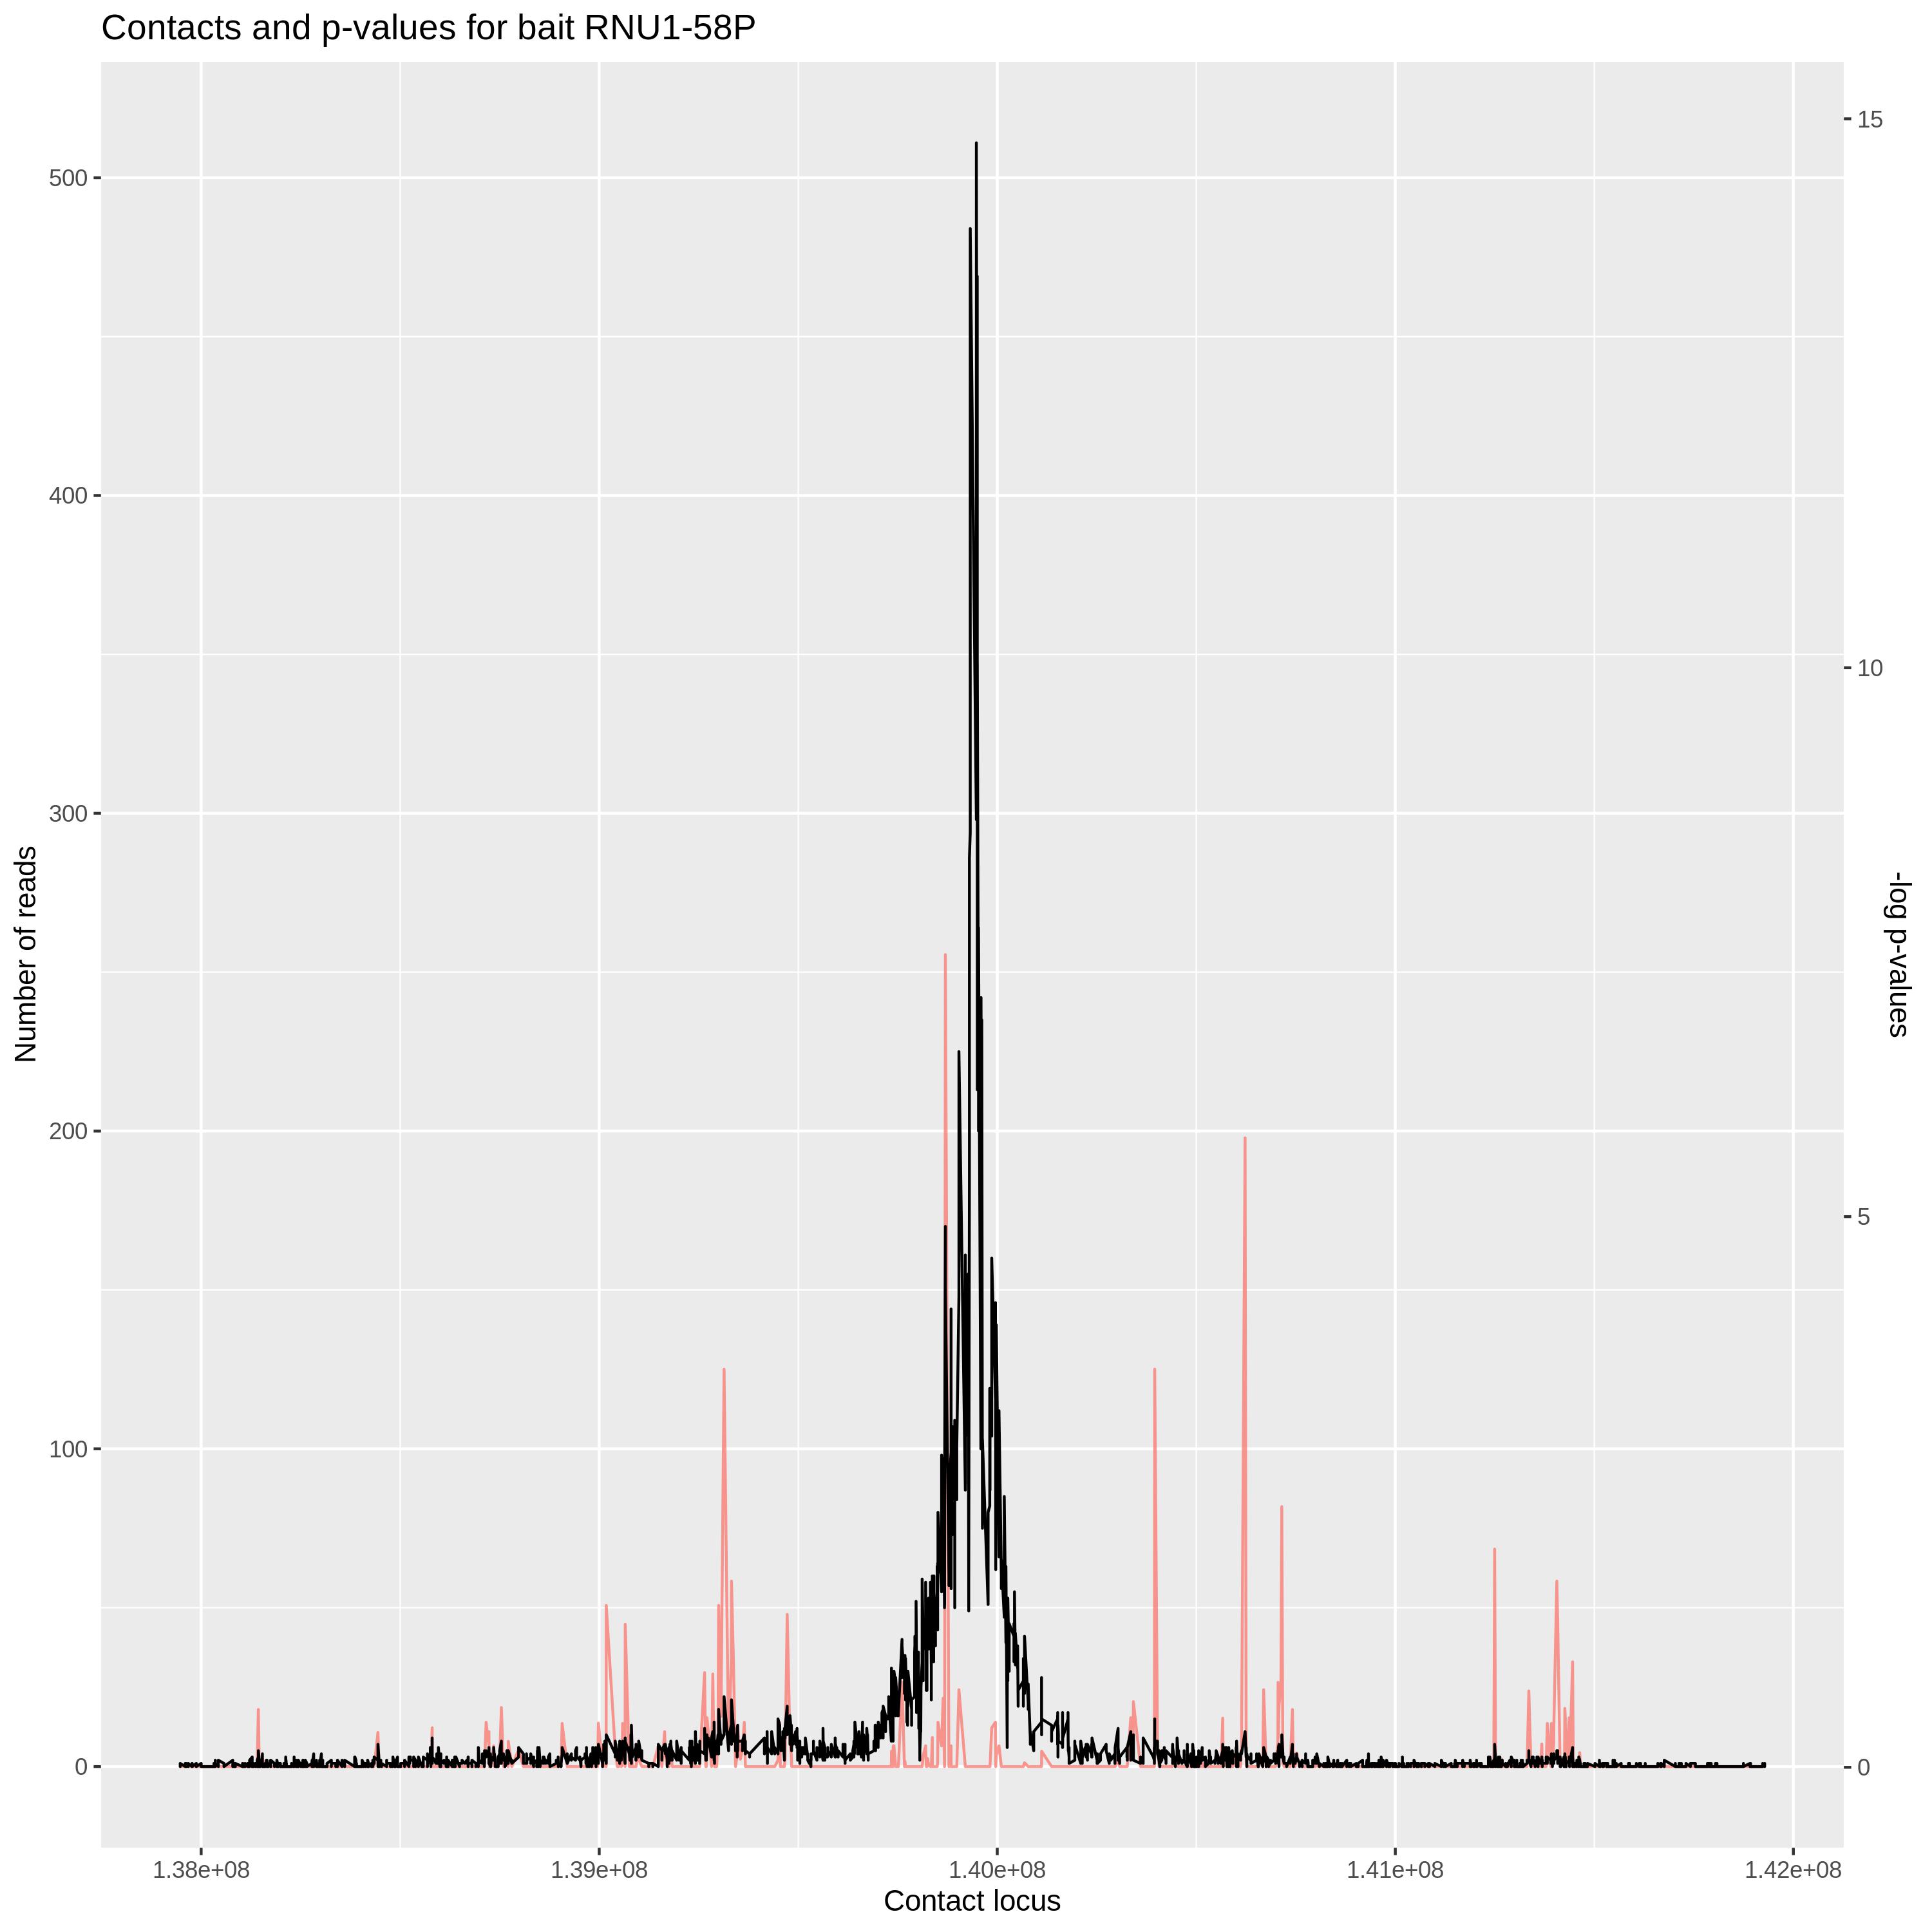 Contacts and p-values for bait RNU1-58P
500
400
300
200
100
0
Number of reads
15
10
5
0
-log p-values
1.38e+08
1.39e+08
1.40e+08
1.41e+08
1.42e+08
Contact locus